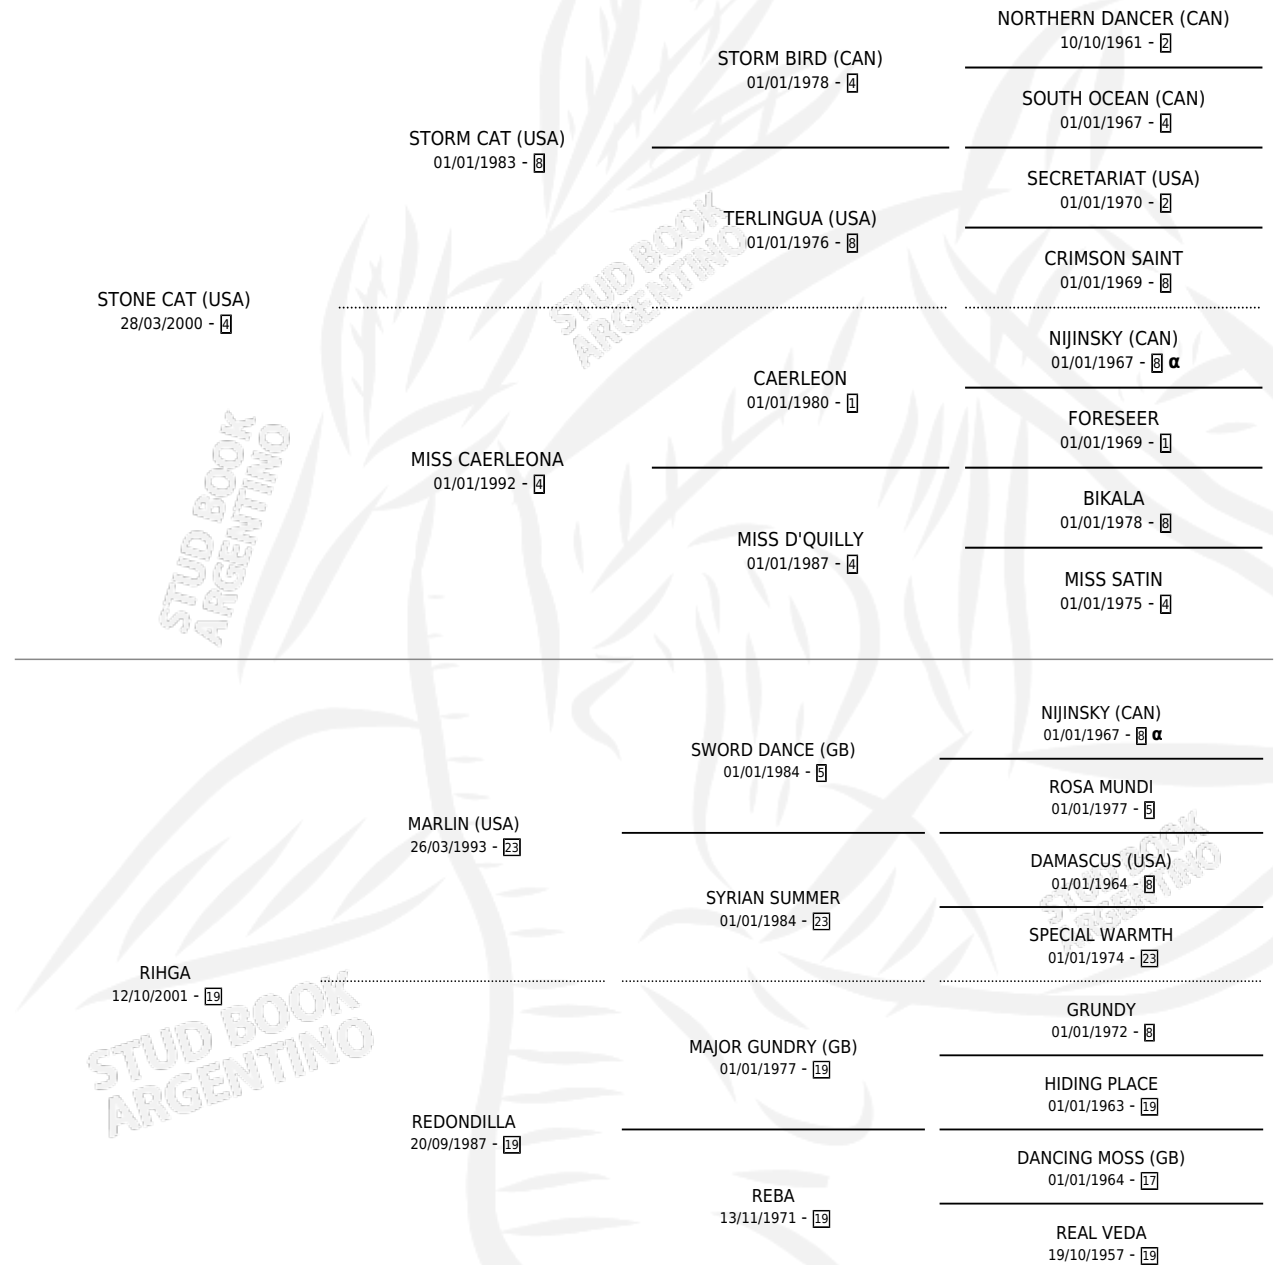 NORTHERN DANCER (CAN)
10/10/1961 - 2
STORM BIRD (CAN)
01/01/1978 - 4
SOUTH OCEAN (CAN)
01/01/1967 - 4
STORM CAT (USA)
01/01/1983 - 8
SECRETARIAT (USA)
01/01/1970 - 2
TERLINGUA (USA)
01/01/1976 - 8
CRIMSON SAINT
01/01/1969 - 8
STONE CAT (USA)
28/03/2000 - 4
NIJINSKY (CAN)
01/01/1967 - 8 α
CAERLEON
01/01/1980 - 1
FORESEER
01/01/1969 - 1
MISS CAERLEONA
01/01/1992 - 4
BIKALA
01/01/1978 - 8
MISS D'QUILLY
01/01/1987 - 4
MISS SATIN
01/01/1975 - 4
NIJINSKY (CAN)
01/01/1967 - 8 α
SWORD DANCE (GB)
01/01/1984 - 5
ROSA MUNDI
01/01/1977 - 5
MARLIN (USA)
26/03/1993 - 23
DAMASCUS (USA)
01/01/1964 - 8
SYRIAN SUMMER
01/01/1984 - 23
SPECIAL WARMTH
01/01/1974 - 23
RIHGA
12/10/2001 - 19
GRUNDY
01/01/1972 - 8
MAJOR GUNDRY (GB)
01/01/1977 - 19
HIDING PLACE
01/01/1963 - 19
REDONDILLA
20/09/1987 - 19
DANCING MOSS (GB)
01/01/1964 - 17
REBA
13/11/1971 - 19
REAL VEDA
19/10/1957 - 19
STUD BOOK
ARGENTINO
STUD BOOK
ARGENTINO
STUD BOOK
ARGENTINO
STUD BOOK
ARGENTINO